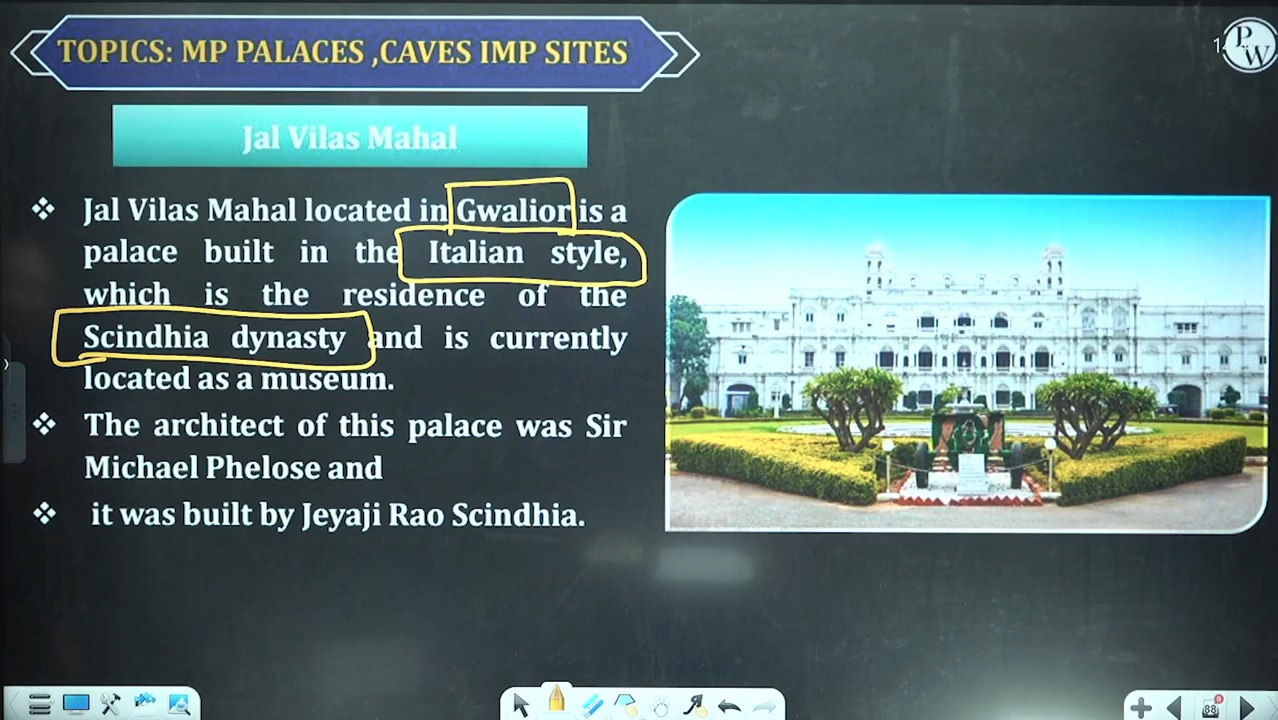 TOPICS: MP PALACES ,CAVES IMP SITES
PW
Jal Vilas Mahal
❖ Jal Vilas Mahal located in Gwalior is a
palace built in the Italian style,
which is the residence of the
Scindhia dynasty and is currently
located as a museum.
❖ The architect of this palace was Sir
Michael Phelose and
❖ it was built by Jeyaji Rao Scindhia.
88